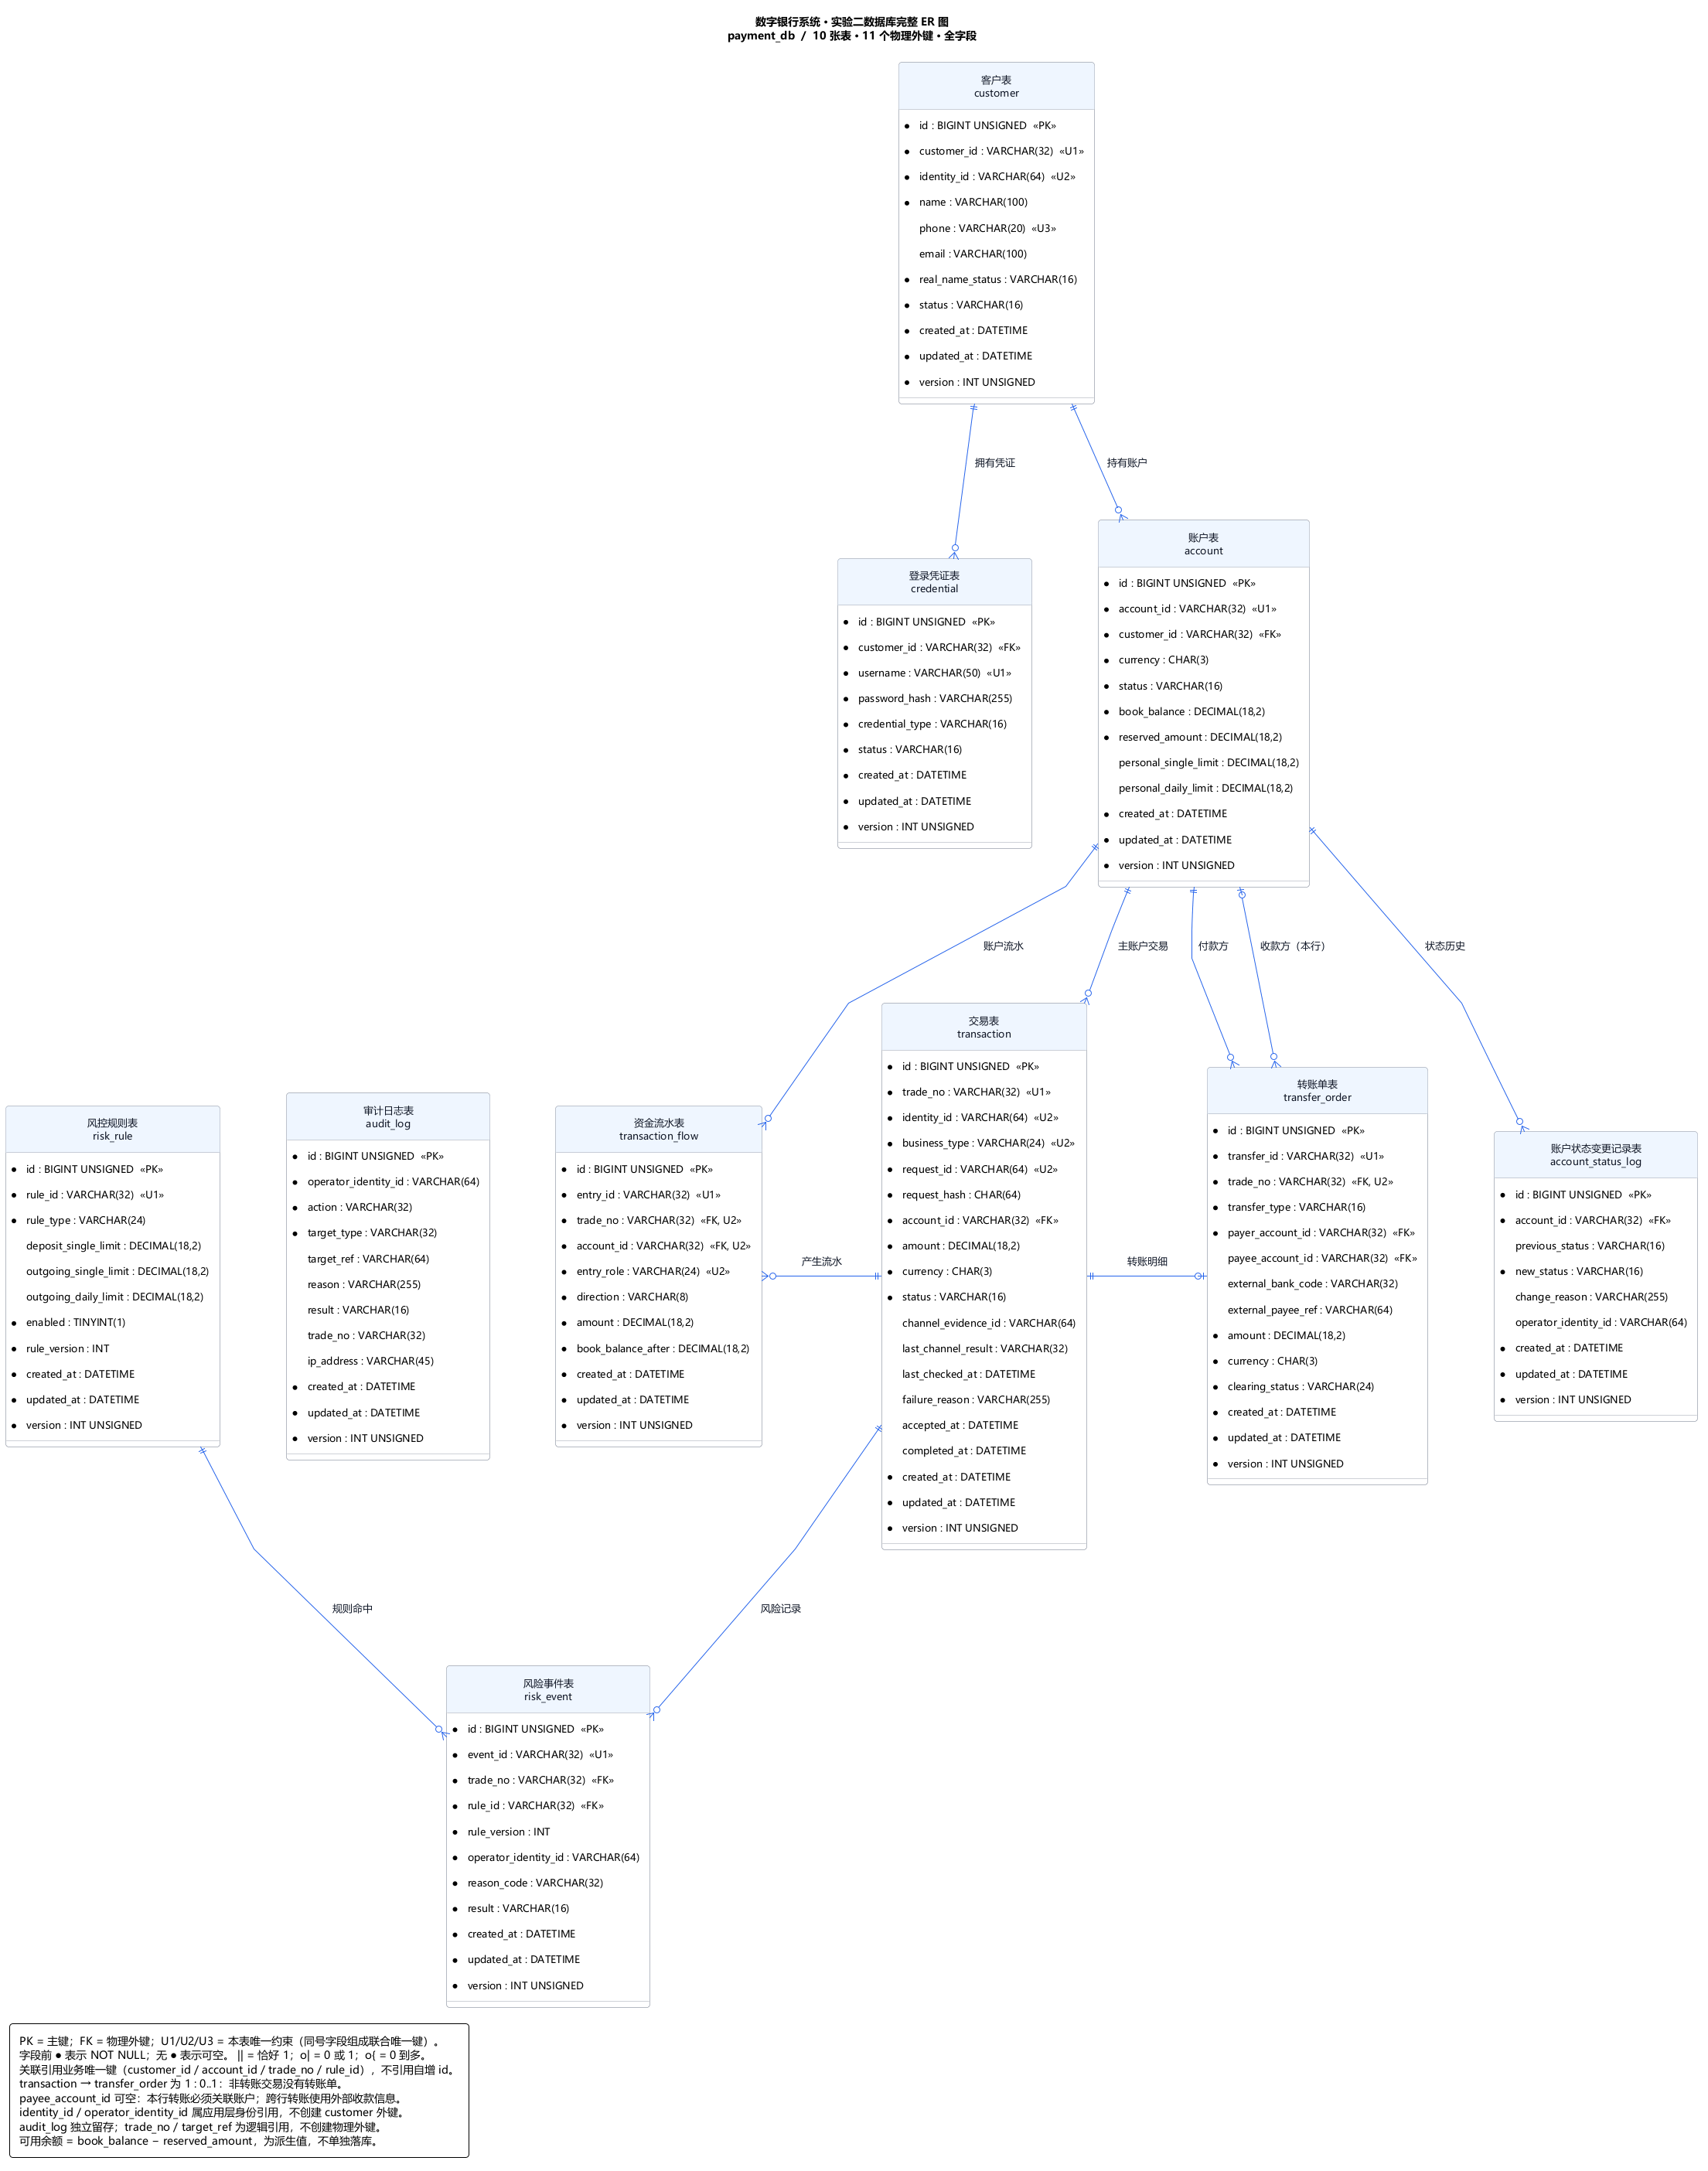 数字银行系统 • 实验二数据库完整 ER 图
payment_db / 10 张表 • 11 个物理外键 • 全字段
客户表
customer
● id : BIGINT UNSIGNED «PK»
● customer_id : VARCHAR(32) «U1»
● identity_id : VARCHAR(64) «U2»
● name : VARCHAR(100)
phone : VARCHAR(20) «U3»
email : VARCHAR(100)
● real_name_status : VARCHAR(16)
● status : VARCHAR(16)
● created_at : DATETIME
● updated_at : DATETIME
● version : INT UNSIGNED
拥有凭证
持有账户
登录凭证表
credential
● id : BIGINT UNSIGNED «PK»
● customer_id : VARCHAR(32) «FK»
● username : VARCHAR(50) «U1»
● password_hash : VARCHAR(255)
● credential_type : VARCHAR(16)
● status : VARCHAR(16)
● created_at : DATETIME
● updated_at : DATETIME
● version : INT UNSIGNED
账户表
account
● id : BIGINT UNSIGNED «PK»
● account_id : VARCHAR(32) «U1»
● customer_id : VARCHAR(32) «FK»
● currency : CHAR(3)
● status : VARCHAR(16)
● book_balance : DECIMAL(18,2)
● reserved_amount : DECIMAL(18,2)
personal_single_limit : DECIMAL(18,2)
personal_daily_limit : DECIMAL(18,2)
● created_at : DATETIME
● updated_at : DATETIME
● version : INT UNSIGNED
账户流水
主账户交易
付款方
收款方（本行）
状态历史
风控规则表
risk_rule
● id : BIGINT UNSIGNED «PK»
● rule_id : VARCHAR(32) «U1»
● rule_type : VARCHAR(24)
deposit_single_limit : DECIMAL(18,2)
outgoing_single_limit : DECIMAL(18,2)
outgoing_daily_limit : DECIMAL(18,2)
● enabled : TINYINT(1)
● rule_version : INT
● created_at : DATETIME
● updated_at : DATETIME
● version : INT UNSIGNED
审计日志表
audit_log
● id : BIGINT UNSIGNED «PK»
● operator_identity_id : VARCHAR(64)
● action : VARCHAR(32)
● target_type : VARCHAR(32)
target_ref : VARCHAR(64)
reason : VARCHAR(255)
result : VARCHAR(16)
trade_no : VARCHAR(32)
ip_address : VARCHAR(45)
● created_at : DATETIME
● updated_at : DATETIME
● version : INT UNSIGNED
资金流水表
transaction_flow
● id : BIGINT UNSIGNED «PK»
● entry_id : VARCHAR(32) «U1»
● trade_no : VARCHAR(32) «FK, U2»
● account_id : VARCHAR(32) «FK, U2»
● entry_role : VARCHAR(24) «U2»
● direction : VARCHAR(8)
● amount : DECIMAL(18,2)
● book_balance_after : DECIMAL(18,2)
● created_at : DATETIME
● updated_at : DATETIME
● version : INT UNSIGNED
产生流水
交易表
transaction
● id : BIGINT UNSIGNED «PK»
● trade_no : VARCHAR(32) «U1»
● identity_id : VARCHAR(64) «U2»
● business_type : VARCHAR(24) «U2»
● request_id : VARCHAR(64) «U2»
● request_hash : CHAR(64)
● account_id : VARCHAR(32) «FK»
● amount : DECIMAL(18,2)
● currency : CHAR(3)
● status : VARCHAR(16)
channel_evidence_id : VARCHAR(64)
last_channel_result : VARCHAR(32)
last_checked_at : DATETIME
failure_reason : VARCHAR(255)
accepted_at : DATETIME
completed_at : DATETIME
● created_at : DATETIME
● updated_at : DATETIME
● version : INT UNSIGNED
转账明细
转账单表
transfer_order
● id : BIGINT UNSIGNED «PK»
● transfer_id : VARCHAR(32) «U1»
● trade_no : VARCHAR(32) «FK, U2»
● transfer_type : VARCHAR(16)
● payer_account_id : VARCHAR(32) «FK»
payee_account_id : VARCHAR(32) «FK»
external_bank_code : VARCHAR(32)
external_payee_ref : VARCHAR(64)
● amount : DECIMAL(18,2)
● currency : CHAR(3)
● clearing_status : VARCHAR(24)
● created_at : DATETIME
● updated_at : DATETIME
● version : INT UNSIGNED
账户状态变更记录表
account_status_log
● id : BIGINT UNSIGNED «PK»
● account_id : VARCHAR(32) «FK»
previous_status : VARCHAR(16)
● new_status : VARCHAR(16)
change_reason : VARCHAR(255)
operator_identity_id : VARCHAR(64)
● created_at : DATETIME
● updated_at : DATETIME
● version : INT UNSIGNED
规则命中
风险记录
风险事件表
risk_event
● id : BIGINT UNSIGNED «PK»
● event_id : VARCHAR(32) «U1»
● trade_no : VARCHAR(32) «FK»
● rule_id : VARCHAR(32) «FK»
● rule_version : INT
● operator_identity_id : VARCHAR(64)
● reason_code : VARCHAR(32)
● result : VARCHAR(16)
● created_at : DATETIME
● updated_at : DATETIME
● version : INT UNSIGNED
PK = 主键；FK = 物理外键；U1/U2/U3 = 本表唯一约束（同号字段组成联合唯一键）。
字段前 ● 表示 NOT NULL；无 ● 表示可空。 || = 恰好 1；o| = 0 或 1；o{ = 0 到多。
关联引用业务唯一键（customer_id / account_id / trade_no / rule_id），不引用自增 id。
transaction → transfer_order 为 1 : 0..1：非转账交易没有转账单。
payee_account_id 可空：本行转账必须关联账户；跨行转账使用外部收款信息。
identity_id / operator_identity_id 属应用层身份引用，不创建 customer 外键。
audit_log 独立留存；trade_no / target_ref 为逻辑引用，不创建物理外键。
可用余额 = book_balance − reserved_amount，为派生值，不单独落库。